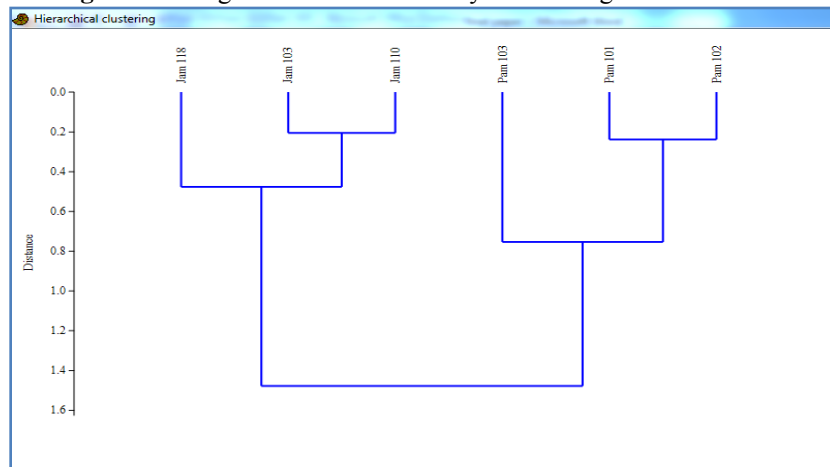 Hierarchical clustering
Jam 118
Jam 103
Jam 110
Pam 103
Pam 101
Pam 102
0.0
0.2
0.4
0.6
0.8
1.0
1.2
1.4
1.6
Distance